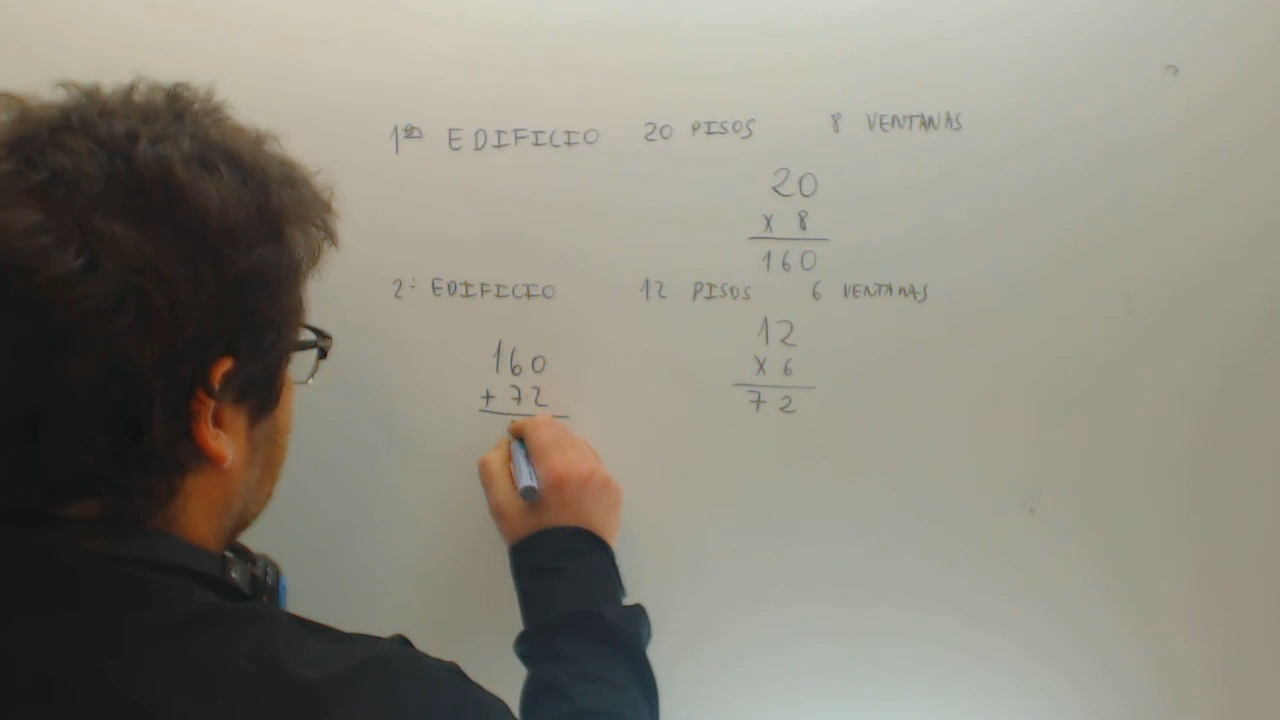 1er EDIFICIO 20 PISOS 8 VENTANAS
20
x 8
160
2º EDIFICIO 12 PISOS 6 VENTANAS
12
x 6
72
160
+ 72